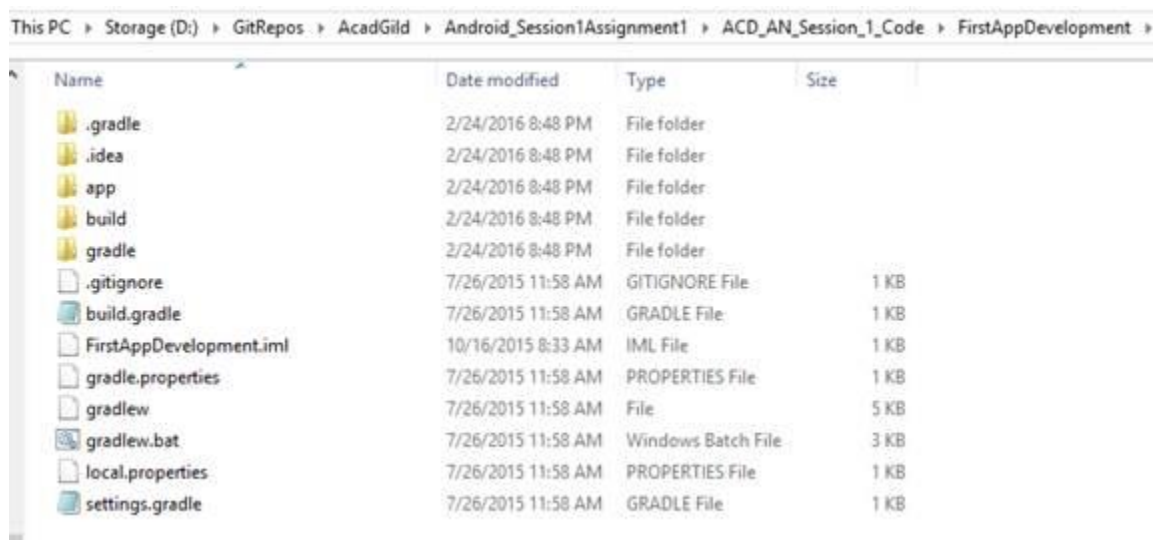 This PC › Storage (D:) › GitRepos › AcadGild › Android_Session1Assignment1 › ACD_AN_Session_1_Code › FirstAppDevelopment ›
Name Date modified Type Size
.gradle 2/24/2016 8:48 PM File folder
.idea 2/24/2016 8:48 PM File folder
app 2/24/2016 8:48 PM File folder
build 2/24/2016 8:48 PM File folder
gradle 2/24/2016 8:48 PM File folder
.gitignore 7/26/2015 11:58 AM GITIGNORE File 1 KB
build.gradle 7/26/2015 11:58 AM GRADLE File 1 KB
FirstAppDevelopment.iml 10/16/2015 8:33 AM IML File 1 KB
gradle.properties 7/26/2015 11:58 AM PROPERTIES File 1 KB
gradlew 7/26/2015 11:58 AM File 5 KB
gradlew.bat 7/26/2015 11:58 AM Windows Batch File 3 KB
local.properties 7/26/2015 11:58 AM PROPERTIES File 1 KB
settings.gradle 7/26/2015 11:58 AM GRADLE File 1 KB